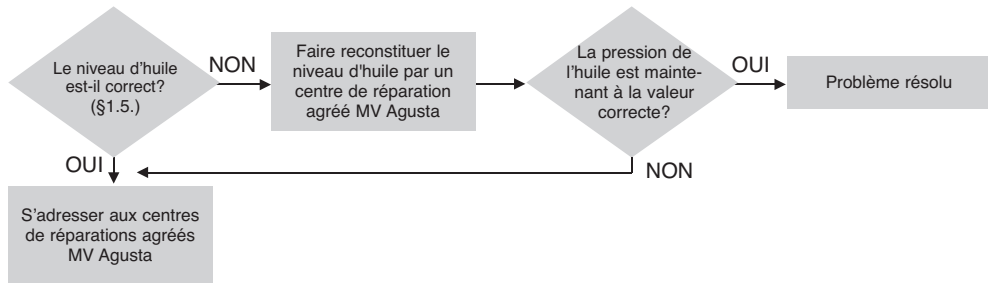 Le niveau d'huile
est-il correct?
(§1.5.)
NON
Faire reconstituer le
niveau d'huile par un
centre de réparation
agréé MV Agusta
La pression de
l'huile est mainte-
nant à la valeur
correcte?
OUI
Problème résolu
OUI
NON
S'adresser aux centres
de réparations agréés
MV Agusta